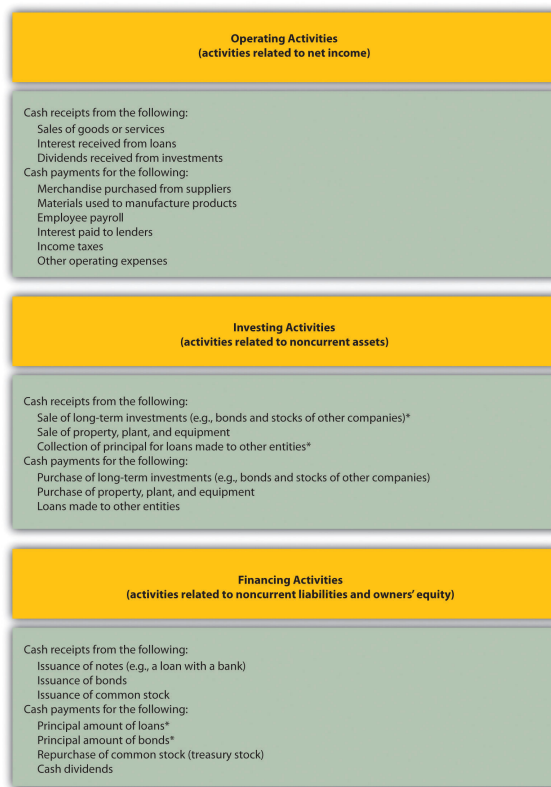 Operating Activities
(activities related to net income)
Cash receipts from the following:
Sales of goods or services
Interest received from loans
Dividends received from investments
Cash payments for the following:
Merchandise purchased from suppliers
Materials used to manufacture products
Employee payroll
Interest paid to lenders
Income taxes
Other operating expenses
Investing Activities
(activities related to noncurrent assets)
Cash receipts from the following:
Sale of long-term investments (e.g., bonds and stocks of other companies)*
Sale of property, plant, and equipment
Collection of principal for loans made to other entities*
Cash payments for the following:
Purchase of long-term investments (e.g., bonds and stocks of other companies)
Purchase of property, plant, and equipment
Loans made to other entities
Financing Activities
(activities related to noncurrent liabilities and owners’ equity)
Cash receipts from the following:
Issuance of notes (e.g., a loan with a bank)
Issuance of bonds
Issuance of common stock
Cash payments for the following:
Principal amount of loans*
Principal amount of bonds*
Repurchase of common stock (treasury stock)
Cash dividends